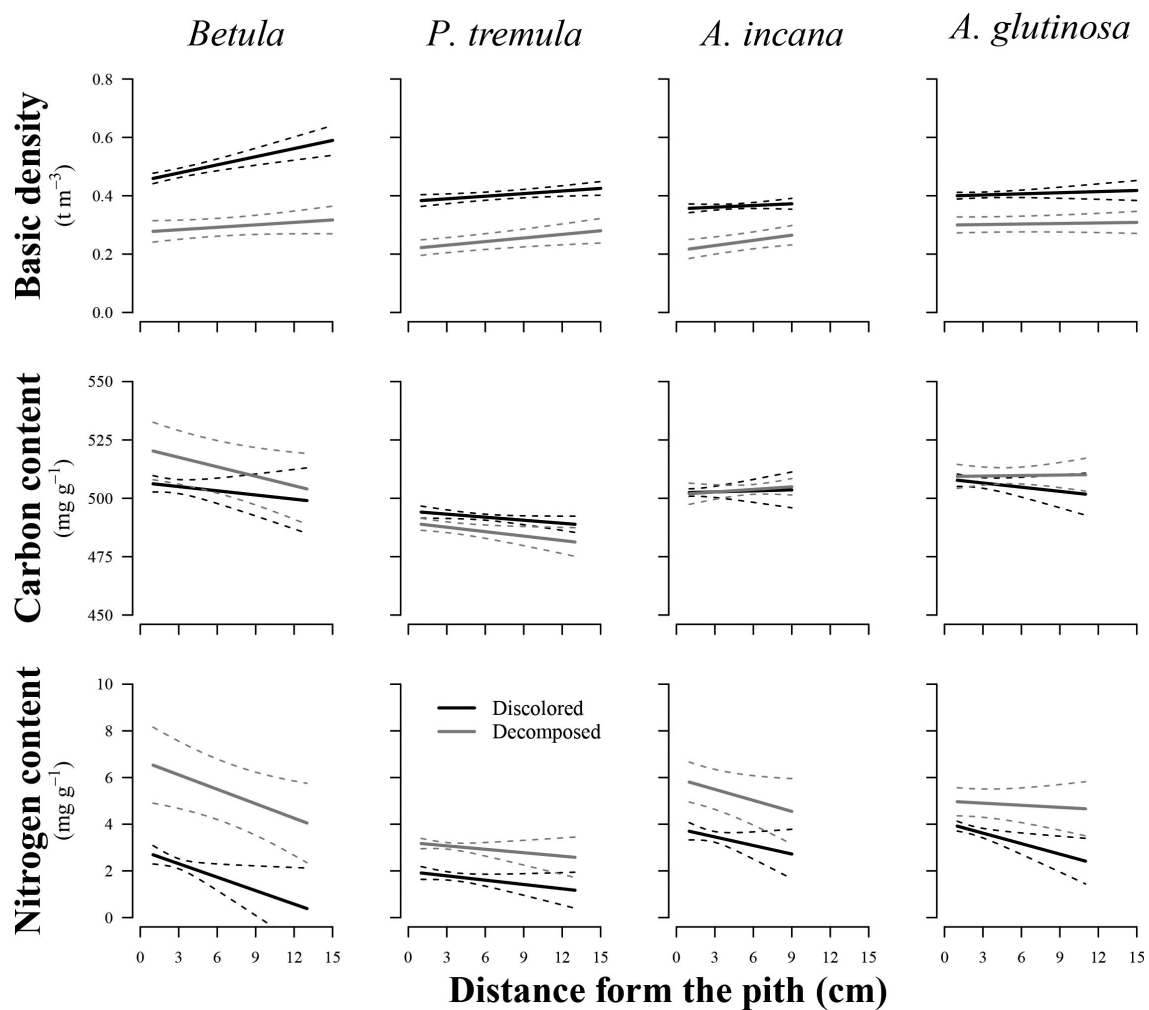 Betula P. tremula A. incana A. glutinosa
Basic density
(t m⁻³)
0.8
0.6
0.4
0.2
0.0
Carbon content
(mg g⁻¹)
550
525
500
475
450
Nitrogen content
(mg g⁻¹)
10
8
6
4
2
0
Discolored
Decomposed
0 3 6 9 12 15 0 3 6 9 12 15 0 3 6 9 12 15 0 3 6 9 12 15
Distance form the pith (cm)